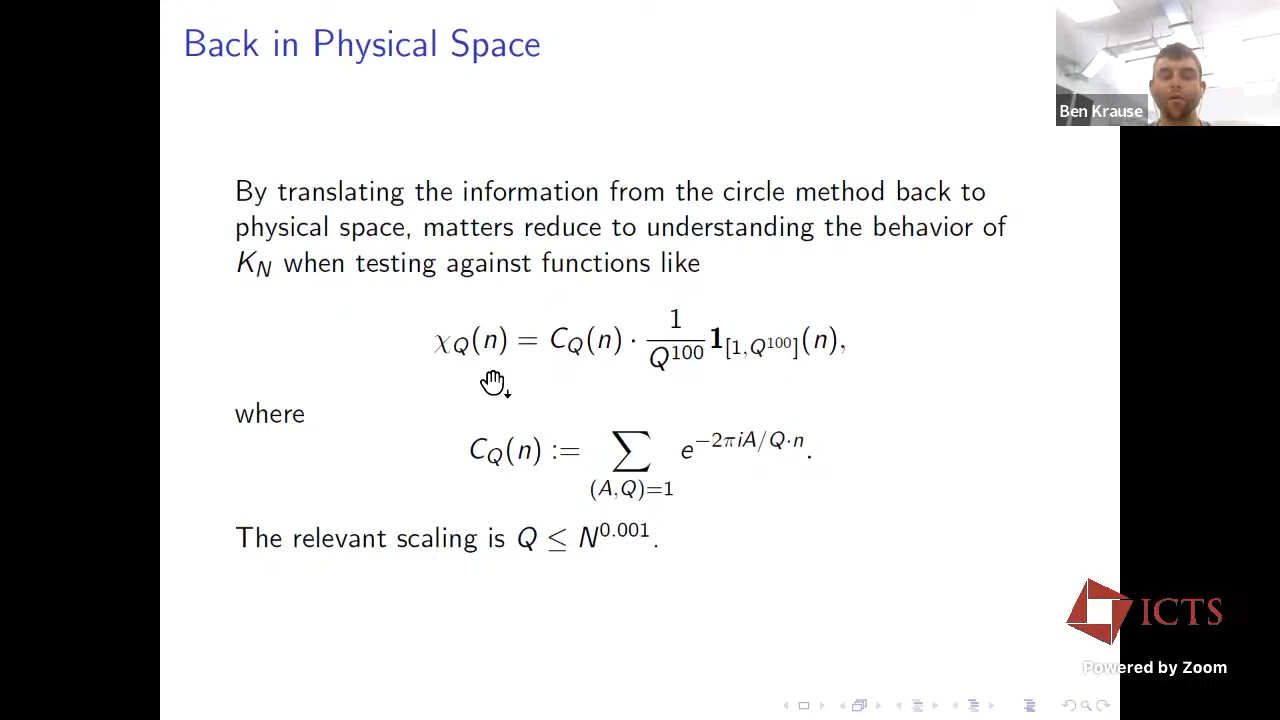 Back in Physical Space
Ben Krause
By translating the information from the circle method back to
physical space, matters reduce to understanding the behavior of
K_N when testing against functions like
χ_Q(n) = C_Q(n) · 1/Q^100 1_[1,Q^100](n),
where
C_Q(n) := ∑_(A,Q)=1 e^{-2πiA/Q·n}.
The relevant scaling is Q ≤ N^0.001.
ICTS
Powered by Zoom